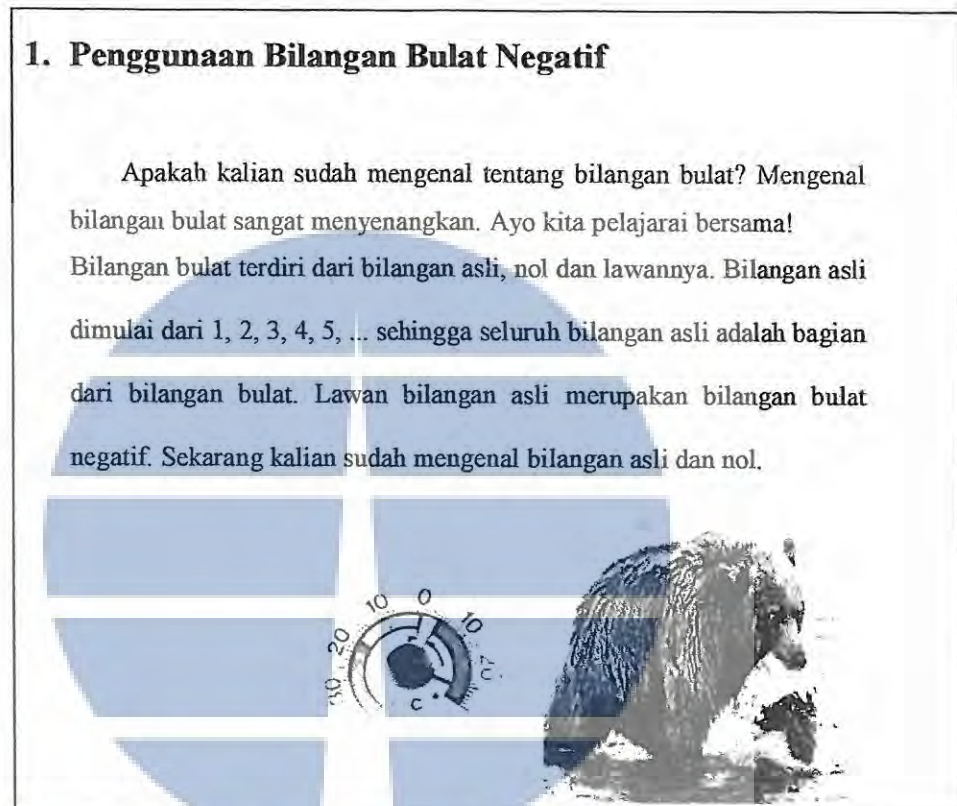 1. Penggunaan Bilangan Bulat Negatif
Apakah kalian sudah mengenal tentang bilangan bulat? Mengenal
bilangan bulat sangat menyenangkan. Ayo kita pelajarai bersama!
Bilangan bulat terdiri dari bilangan asli, nol dan lawannya. Bilangan asli
dimulai dari 1, 2, 3, 4, 5, ... sehingga seluruh bilangan asli adalah bagian
dari bilangan bulat. Lawan bilangan asli merupakan bilangan bulat
negatif. Sekarang kalian sudah mengenal bilangan asli dan nol.
20 10 0 10
C